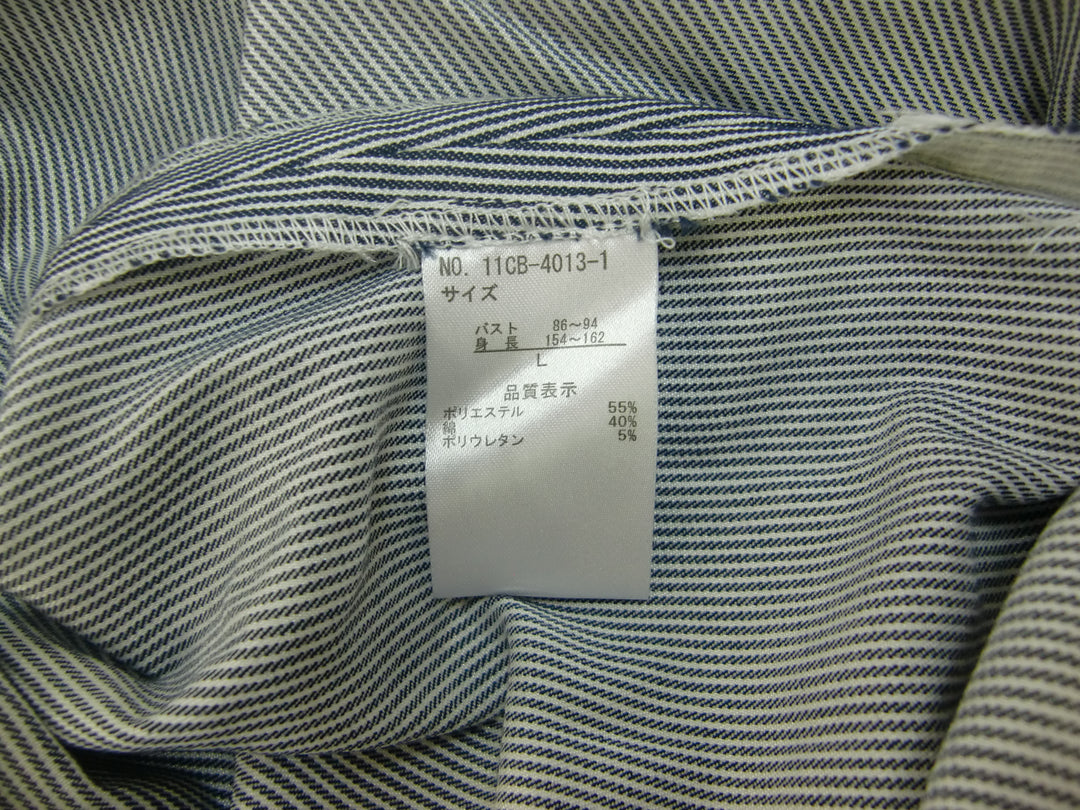 NO. 11CB-4013-1
サイズ
バスト 86～94
身長 154～162
L
品質表示
ポリエステル 55%
綿 40%
ポリウレタン 5%